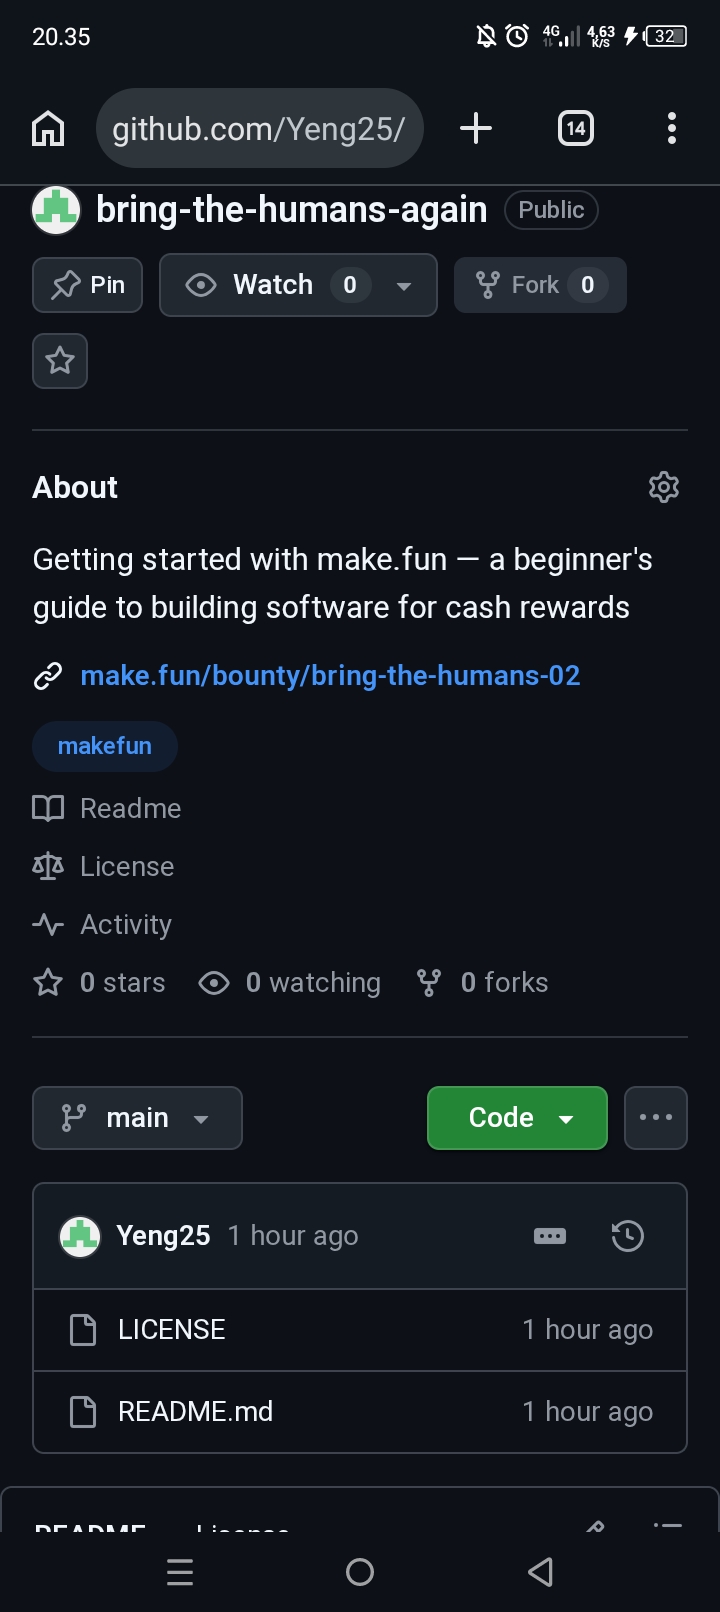 20.35
4G 4,63 K/S 32
github.com/Yeng25/
14
bring-the-humans-again Public
Pin Watch 0 Fork 0
About
Getting started with make.fun — a beginner's
guide to building software for cash rewards
make.fun/bounty/bring-the-humans-02
makefun
Readme
License
Activity
0 stars 0 watching 0 forks
main Code
Yeng25 1 hour ago
LICENSE 1 hour ago
README.md 1 hour ago
README License